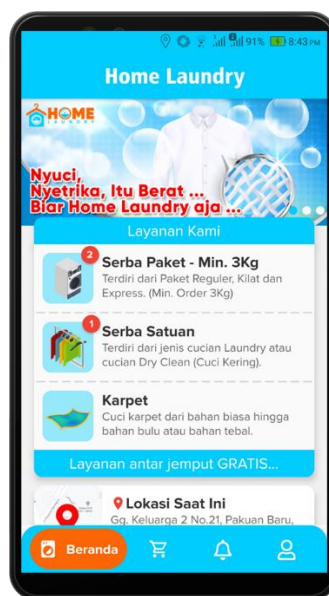 91% 8:43 PM
Home Laundry
HOME
LAUNDRY
Nyuci,
Nyetrika, Itu Berat ...
Biar Home Laundry aja ...
Layanan Kami
2
Serba Paket - Min. 3Kg
Terdiri dari Paket Reguler, Kilat dan
Express. (Min. Order 3Kg)
1
Serba Satuan
Terdiri dari jenis cucian Laundry atau
cucian Dry Clean (Cuci Kering).
Karpet
Cuci karpet dari bahan biasa hingga
bahan bulu atau bahan tebal.
Layanan antar jemput GRATIS...
Lokasi Saat Ini
Gg. Keluarga 2 No.21, Pakuan Baru,
Beranda